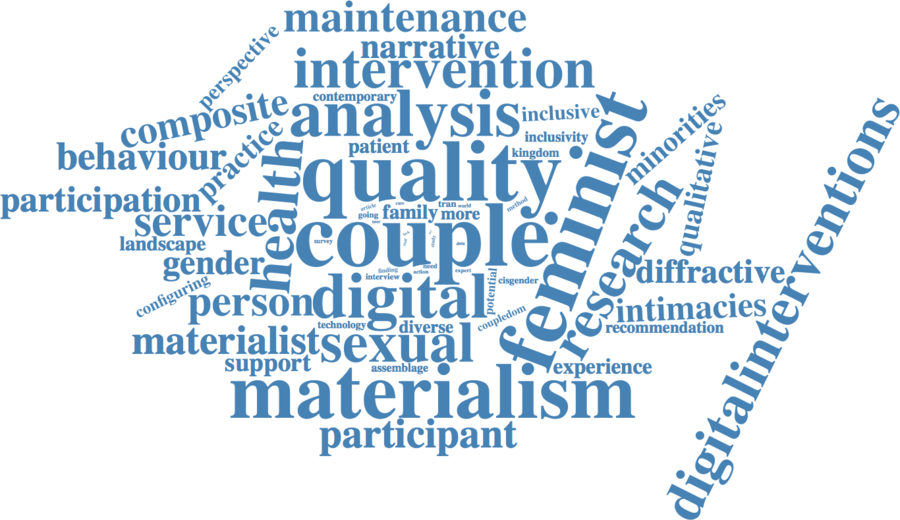 maintenance
perspective
narrative
intervention
contemporary
composite
analysis
inclusive
feminist
minorities
digitalinterventions
inclusivity
practice
patient
kingdom
behaviour
health
quality
qualitative
participation
article
tran
world
method
going
family
more
service
couple
research
survey
data
landscape
gender
need
finding
action
expert
interview
potential
cisgender
diffractive
configuring
person
digital
intimacies
coupledom
technology
diverse
recommendation
materialist
sexual
support
assemblage
experience
materialism
participant